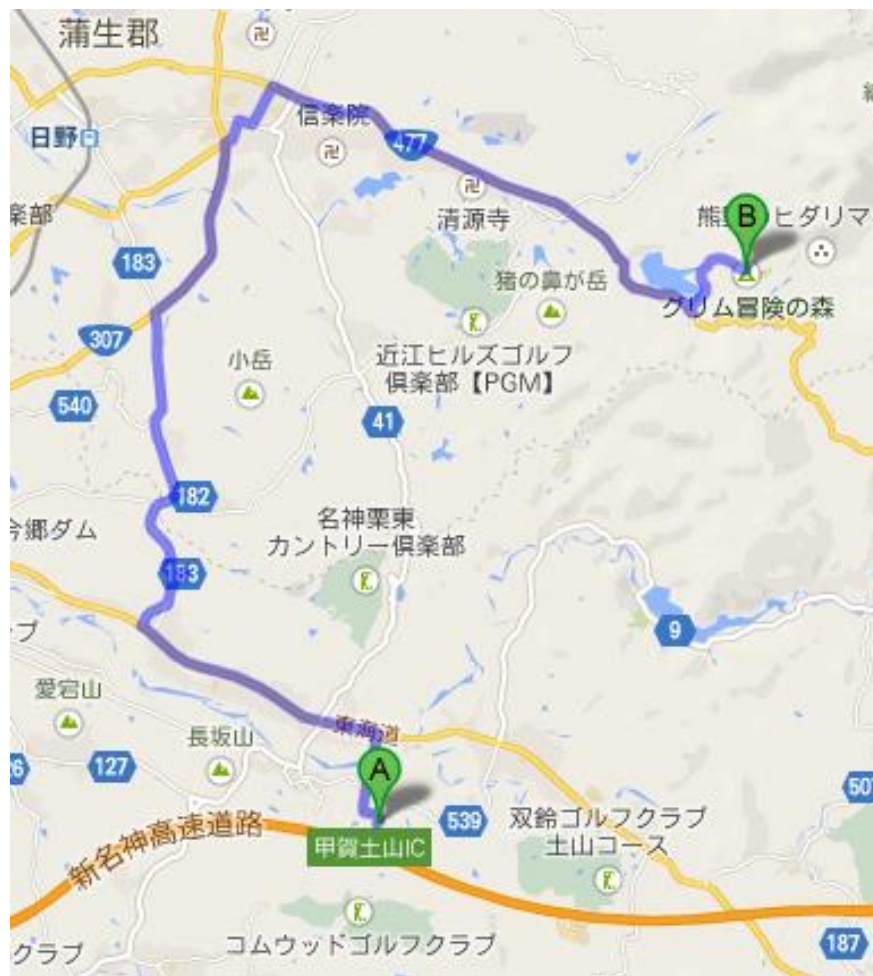 蒲生郡
信楽院
日野
477
楽部
清源寺
熊
B
ヒダリマ
183
猪の鼻が岳
グリム冒険の森
307
小岳
近江ヒルズゴルフ
倶楽部【PGM】
540
41
182
名神栗東
カントリー倶楽部
今郷ダム
183
9
ープ
愛宕山
東海道
長坂山
A
127
507
539
双鈴ゴルフクラブ
土山コース
新名神高速道路
甲賀土山IC
コムウッドゴルフクラブ
187
クラブ